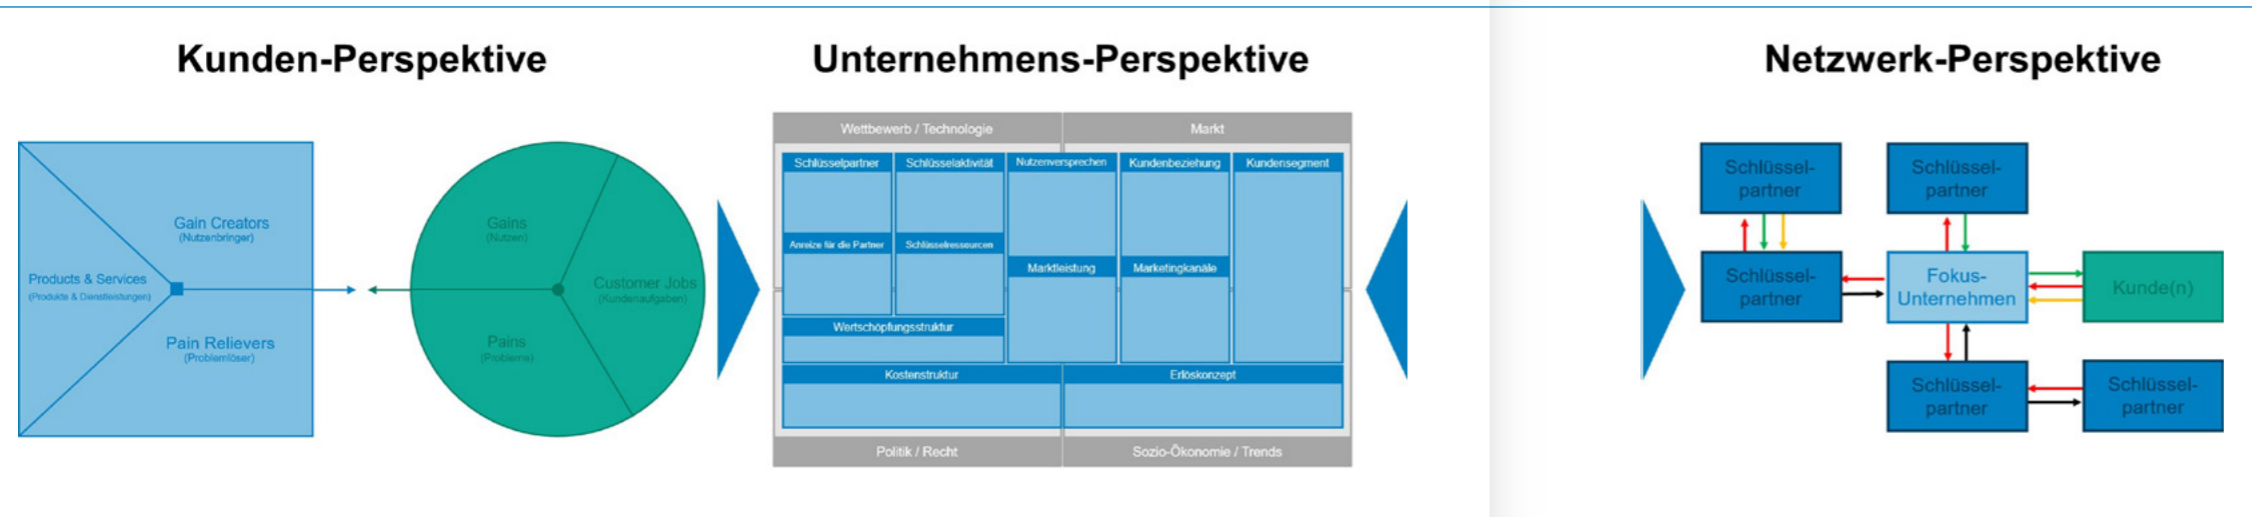 Kunden-Perspektive
Gain Creators
(Nutzenbringer)
Products & Services
(Produkte & Dienstleistungen)
Pain Relievers
(Problemlöser)
Gains
(Nutzen)
Customer Jobs
(Kundenaufgaben)
Pains
(Probleme)
Unternehmens-Perspektive
Wettbewerb / Technologie
Markt
Schlüsselpartner
Schlüsselaktivität
Nutzenversprechen
Kundenbeziehung
Kundensegment
Anreize für die Partner
Schlüsselressourcen
Marktleistung
Marketingkanäle
Wertschöpfungsstruktur
Kostenstruktur
Erlöskonzept
Politik / Recht
Sozio-Ökonomie / Trends
Netzwerk-Perspektive
Schlüssel-
partner
Schlüssel-
partner
Schlüssel-
partner
Fokus-
Unternehmen
Kunde(n)
Schlüssel-
partner
Schlüssel-
partner